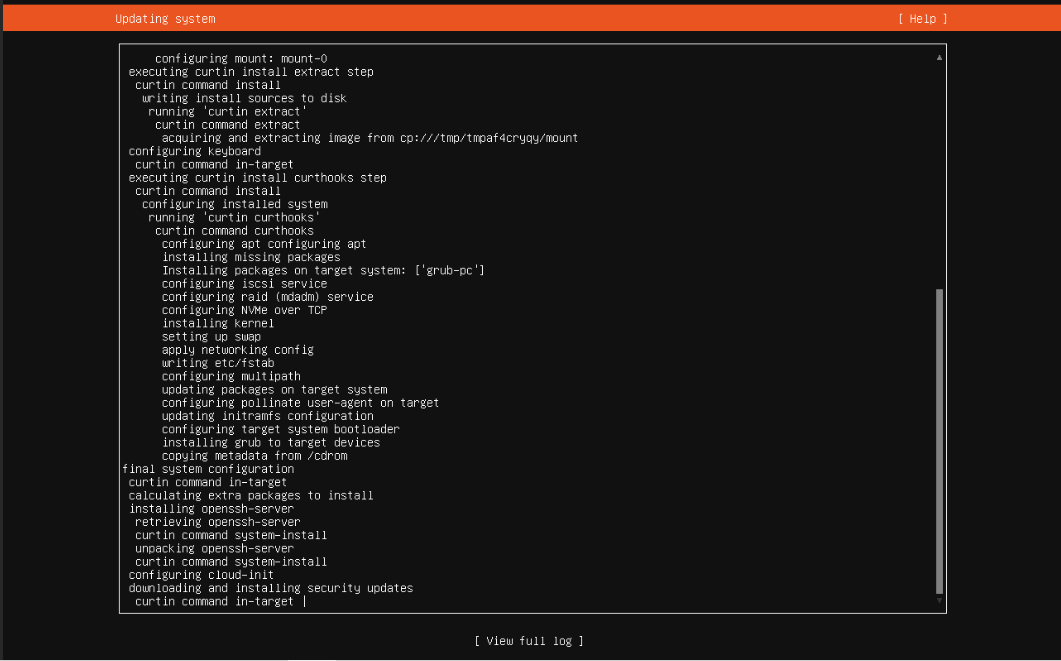 Updating system [ Help ]
configuring mount: mount-0
executing curtin install extract step
curtin command install
writing install sources to disk
running 'curtin extract'
curtin command extract
acquiring and extracting image from cp:///tmp/tmpaf4cryqy/mount
configuring keyboard
curtin command in-target
executing curtin install curthooks step
curtin command install
configuring installed system
running 'curtin curthooks'
curtin command curthooks
configuring apt configuring apt
installing missing packages
Installing packages on target system: ['grub-pc']
configuring iscsi service
configuring raid (mdadm) service
configuring NVMe over TCP
installing kernel
setting up swap
apply networking config
writing etc/fstab
configuring multipath
updating packages on target system
configuring pollinate user-agent on target
updating initramfs configuration
configuring target system bootloader
installing grub to target devices
copying metadata from /cdrom
final system configuration
curtin command in-target
calculating extra packages to install
installing openssh-server
retrieving openssh-server
curtin command system-install
unpacking openssh-server
curtin command system-install
configuring cloud-init
downloading and installing security updates
curtin command in-target |
[ View full log ]